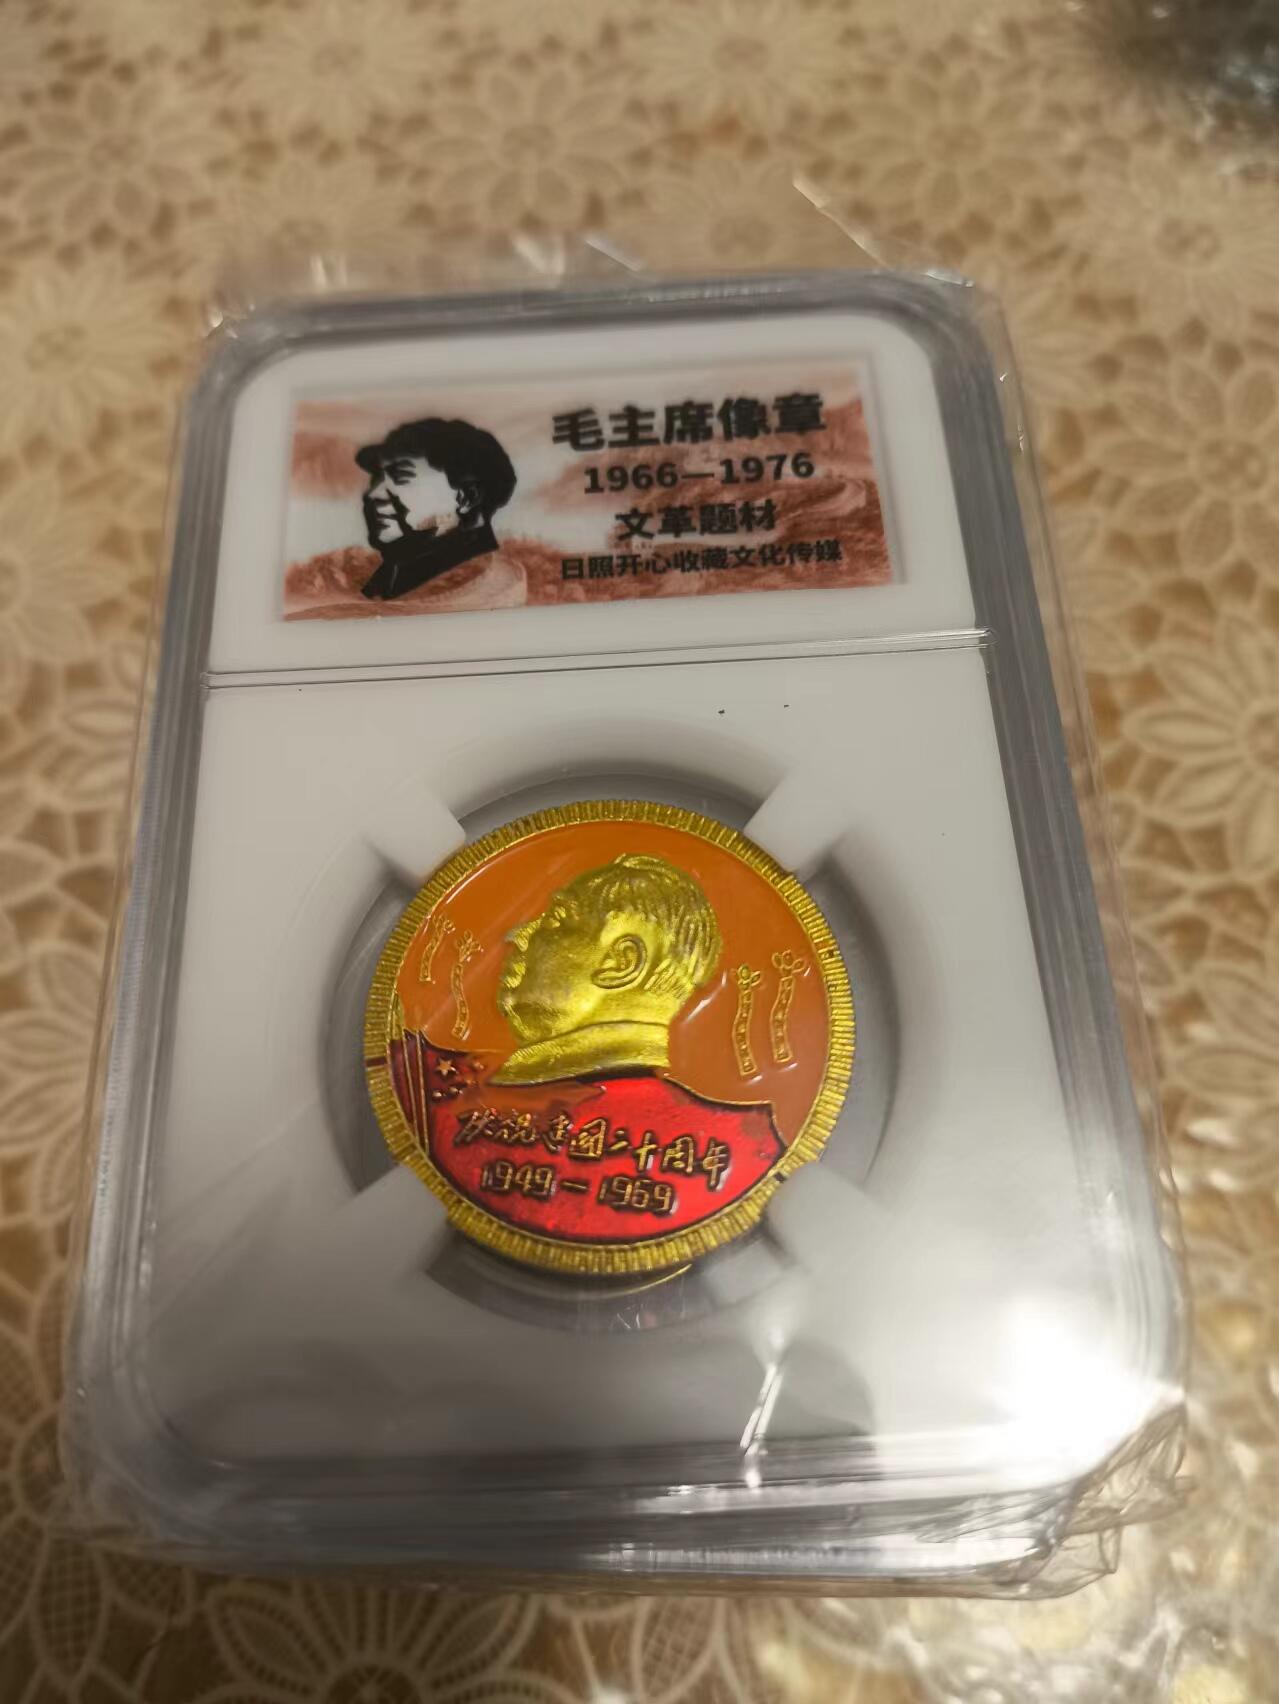 毛主席像章
1966—1976
文革题材
日照开心收藏文化传媒
庆祝建國二十周年
1949—1969